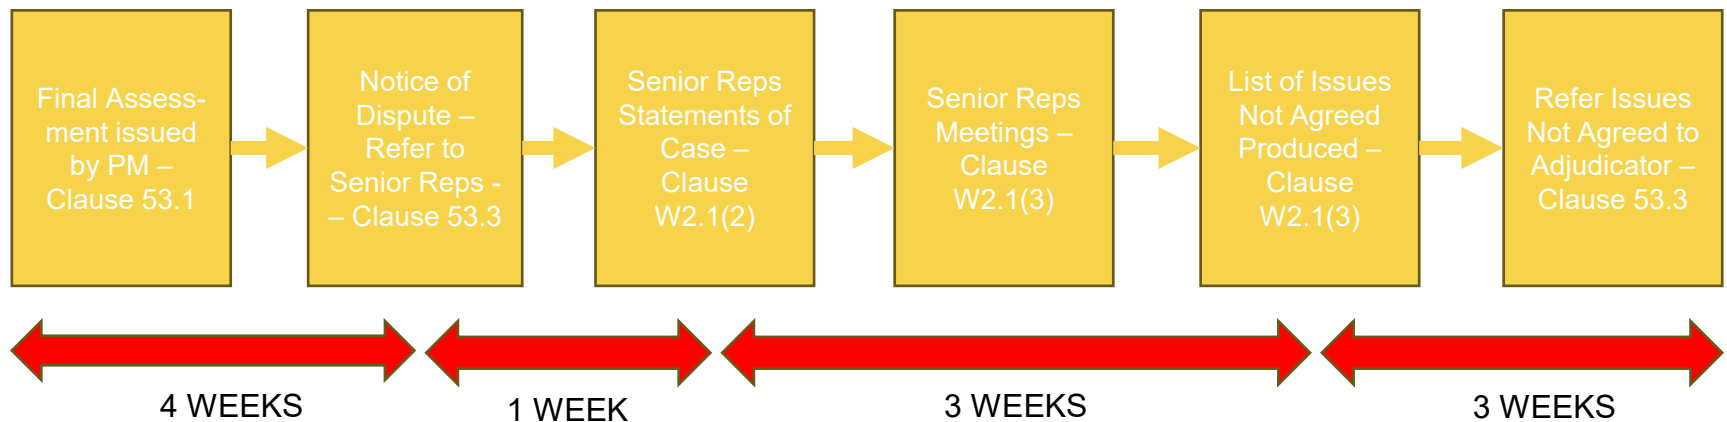 Final Assess-
ment issued
by PM –
Clause 53.1
Notice of
Dispute –
Refer to
Senior Reps -
– Clause 53.3
Senior Reps
Statements of
Case –
Clause
W2.1(2)
Senior Reps
Meetings –
Clause
W2.1(3)
List of Issues
Not Agreed
Produced –
Clause
W2.1(3)
Refer Issues
Not Agreed to
Adjudicator –
Clause 53.3
4 WEEKS
1 WEEK
3 WEEKS
3 WEEKS